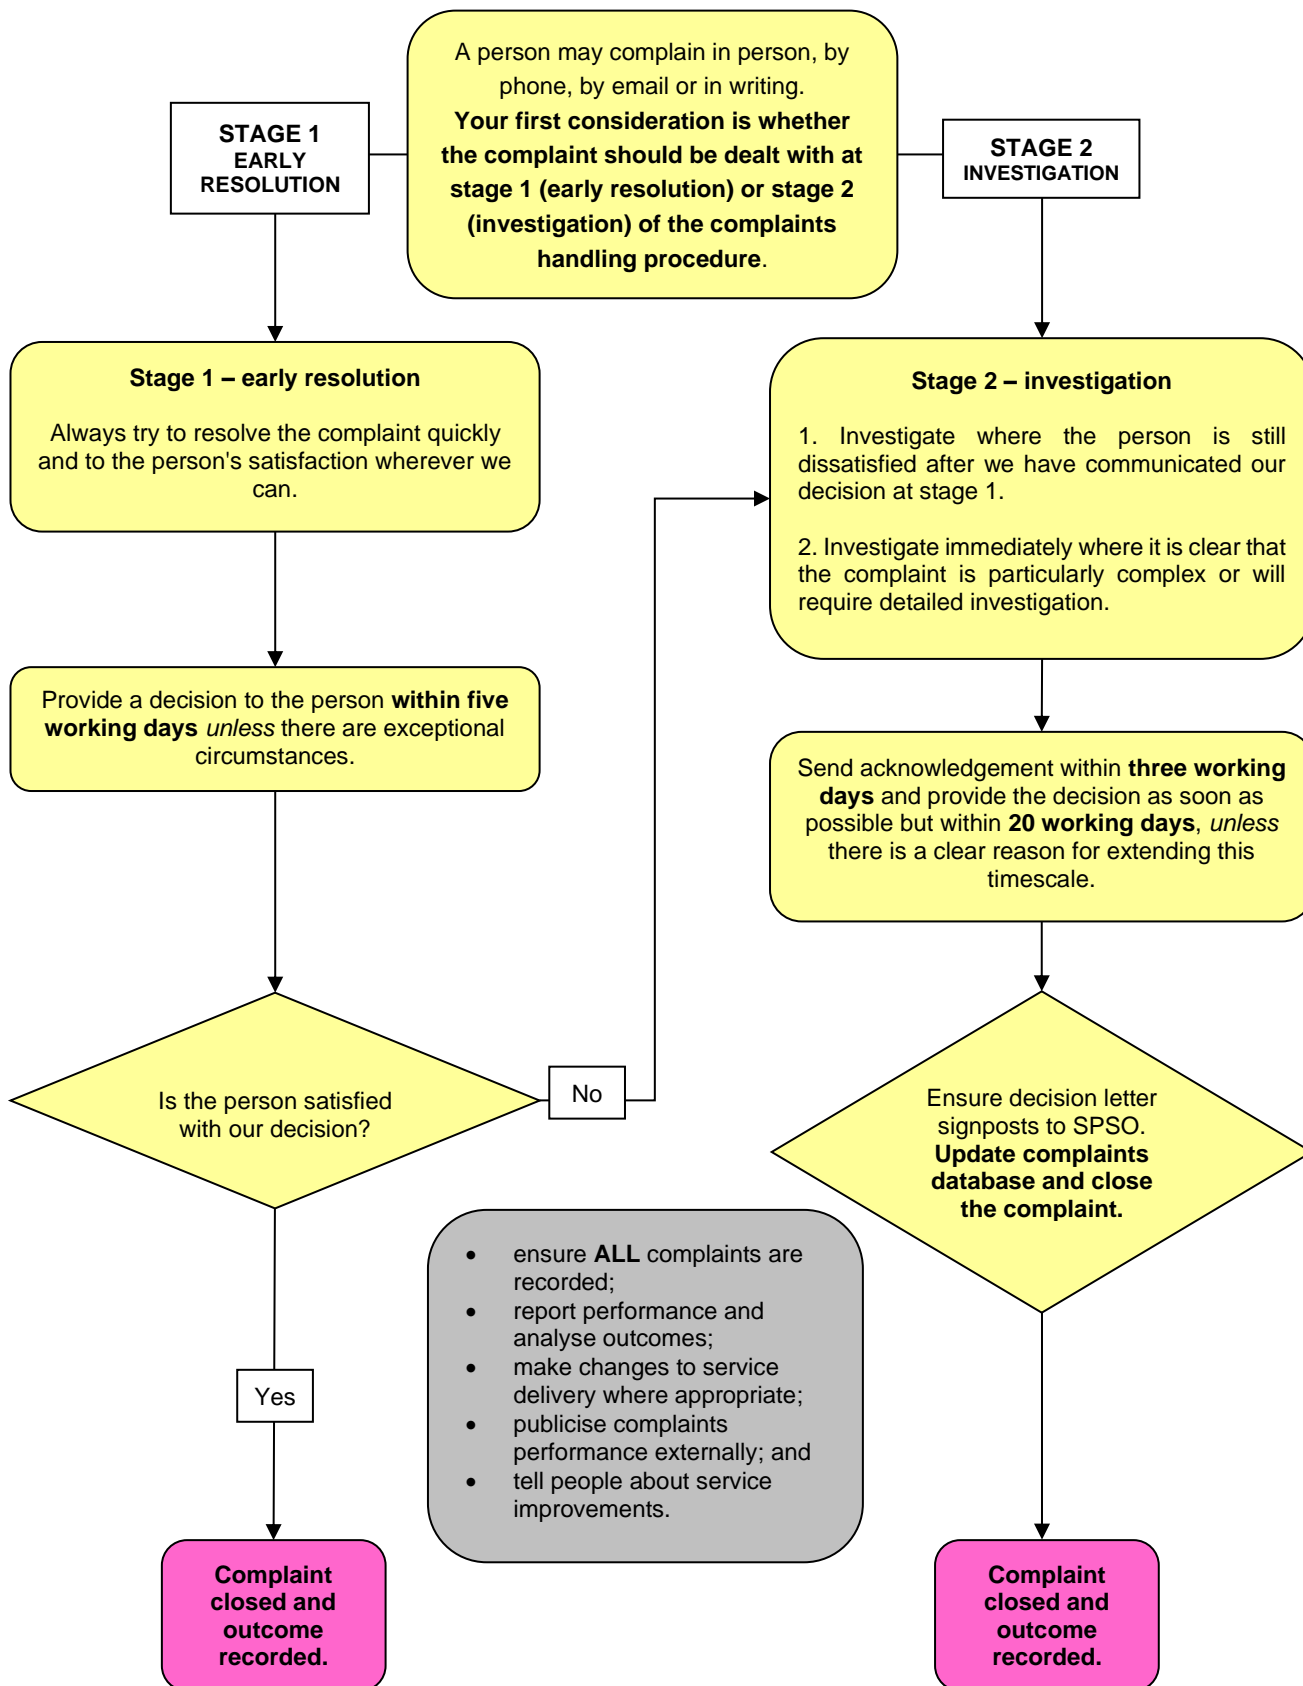 A person may complain in person, by
phone, by email or in writing.
Your first consideration is whether
the complaint should be dealt with at
stage 1 (early resolution) or stage 2
(investigation) of the complaints
handling procedure.
STAGE 1
EARLY
RESOLUTION
STAGE 2
INVESTIGATION
Stage 1 – early resolution
Always try to resolve the complaint quickly
and to the person's satisfaction wherever we
can.
Provide a decision to the person within five
working days unless there are exceptional
circumstances.
Is the person satisfied
with our decision?
No
Yes
Complaint
closed and
outcome
recorded.
Stage 2 – investigation
1. Investigate where the person is still
dissatisfied after we have communicated our
decision at stage 1.
2. Investigate immediately where it is clear that
the complaint is particularly complex or will
require detailed investigation.
Send acknowledgement within three working
days and provide the decision as soon as
possible but within 20 working days, unless
there is a clear reason for extending this
timescale.
Ensure decision letter
signposts to SPSO.
Update complaints
database and close
the complaint.
• ensure ALL complaints are
recorded;
• report performance and
analyse outcomes;
• make changes to service
delivery where appropriate;
• publicise complaints
performance externally; and
• tell people about service
improvements.
Complaint
closed and
outcome
recorded.